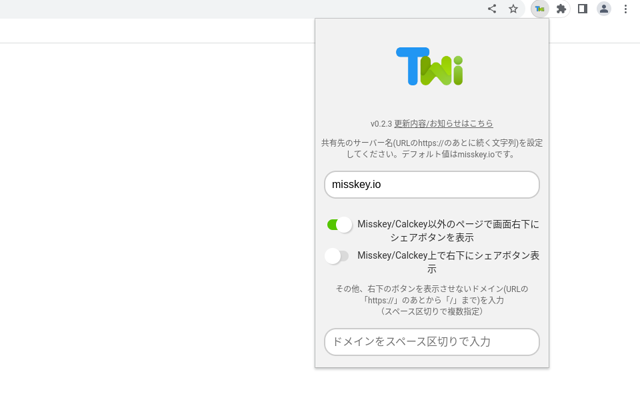 Twi
Twi
v0.2.3 更新内容/お知らせはこちら
共有先のサーバー名(URLのhttps://のあとに続く文字列)を設定
してください。デフォルト値はmisskey.ioです。
misskey.io
Misskey/Calckey以外のページで画面右下に
シェアボタンを表示
Misskey/Calckey上で右下にシェアボタン表
示
その他、右下のボタンを表示させないドメイン(URLの
「https://」のあとから「/」まで)を入力
（スペース区切りで複数指定）
ドメインをスペース区切りで入力